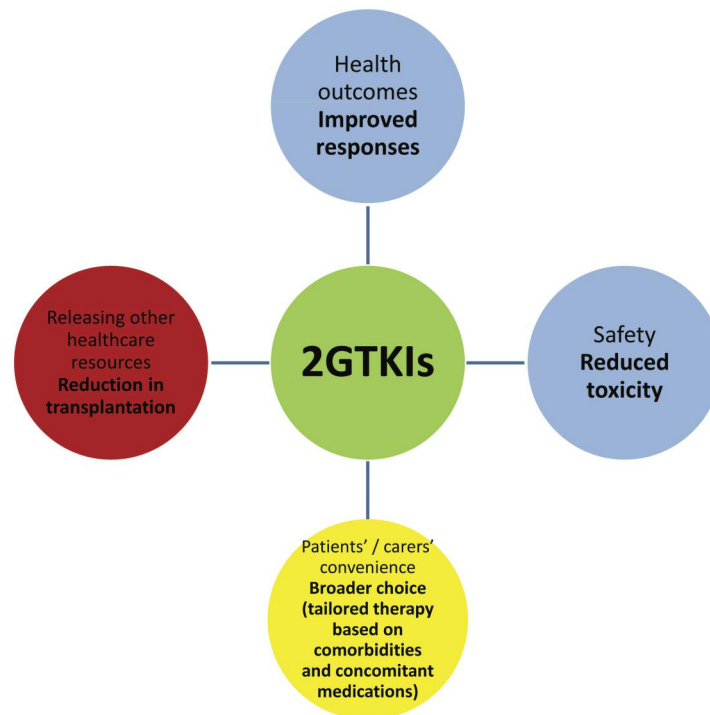 Health
outcomes
Improved
responses
Releasing other
healthcare
resources
Reduction in
transplantation
2GTKIs
Safety
Reduced
toxicity
Patients’ / carers’
convenience
Broader choice
(tailored therapy
based on
comorbidities
and concomitant
medications)